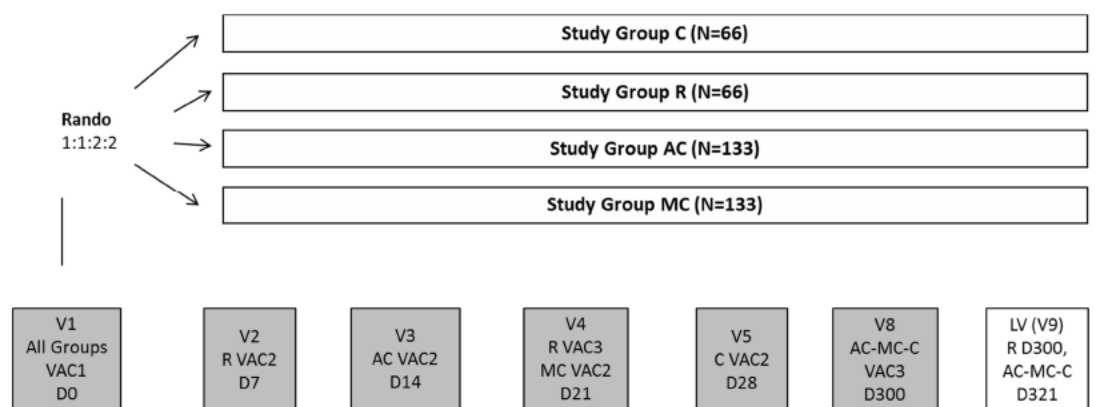 Study Group C (N=66)
Study Group R (N=66)
Rando
1:1:2:2
Study Group AC (N=133)
Study Group MC (N=133)
V1
All Groups
VAC1
D0
V2
R VAC2
D7
V3
AC VAC2
D14
V4
R VAC3
MC VAC2
D21
V5
C VAC2
D28
V8
AC-MC-C
VAC3
D300
LV (V9)
R D300,
AC-MC-C
D321